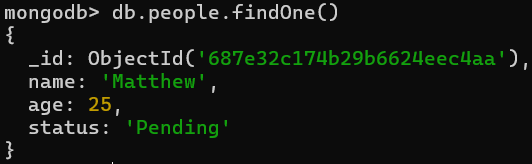 mongodb> db.people.findOne()
{
  _id: ObjectId('687e32c174b29b6624eec4aa'),
  name: 'Matthew',
  age: 25,
  status: 'Pending'
}